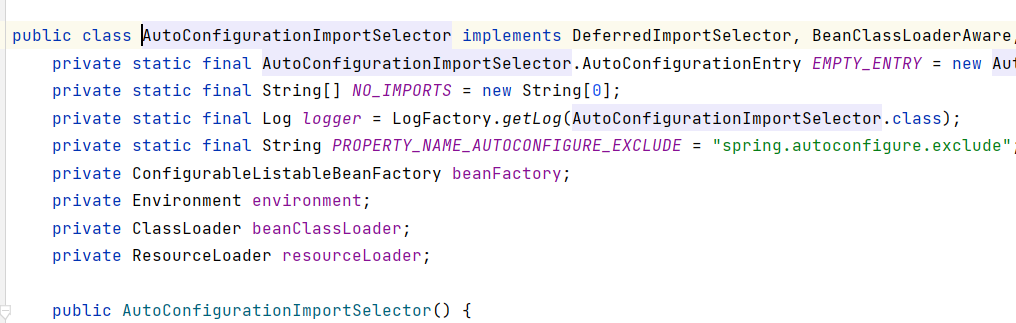 public class AutoConfigurationImportSelector implements DeferredImportSelector, BeanClassLoaderAware,
private static final AutoConfigurationImportSelector.AutoConfigurationEntry EMPTY_ENTRY = new Aut
private static final String[] NO_IMPORTS = new String[0];
private static final Log logger = LogFactory.getLog(AutoConfigurationImportSelector.class);
private static final String PROPERTY_NAME_AUTOCONFIGURE_EXCLUDE = "spring.autoconfigure.exclude";
private ConfigurableListableBeanFactory beanFactory;
private Environment environment;
private ClassLoader beanClassLoader;
private ResourceLoader resourceLoader;
public AutoConfigurationImportSelector() {